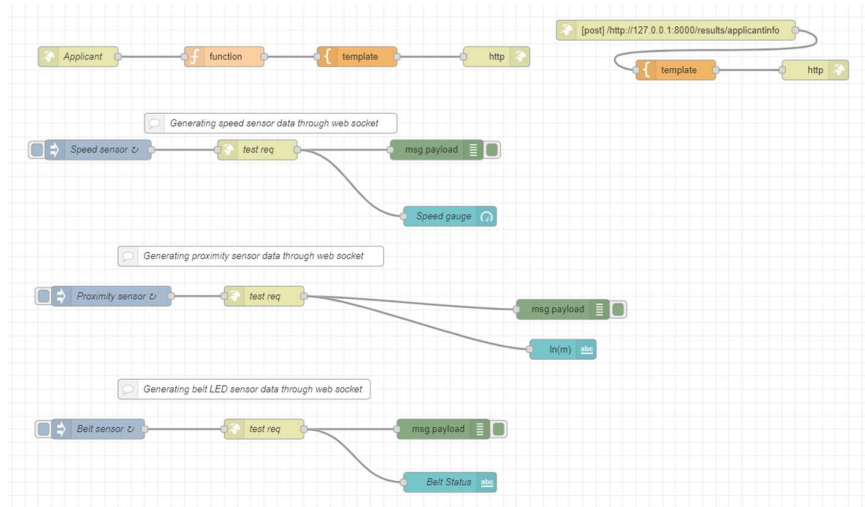 [post] /http://127.0.0.1:8000/results/applicantinfo
Applicant
function
template
http
template
http
Generating speed sensor data through web socket
Speed sensor ↻
test req
msg.payload
Speed gauge
Generating proximity sensor data through web socket
Proximity sensor ↻
test req
msg.payload
In(m)
abc
Generating belt LED sensor data through web socket
Belt sensor ↻
test req
msg.payload
Belt Status
abc